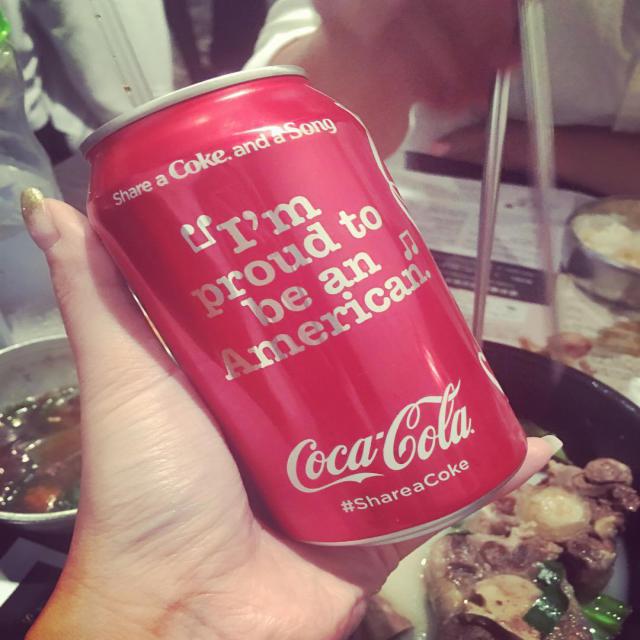 Share a Coke. and a Song
I'm
proud to
be an
American.
Coca-Cola
#ShareaCoke